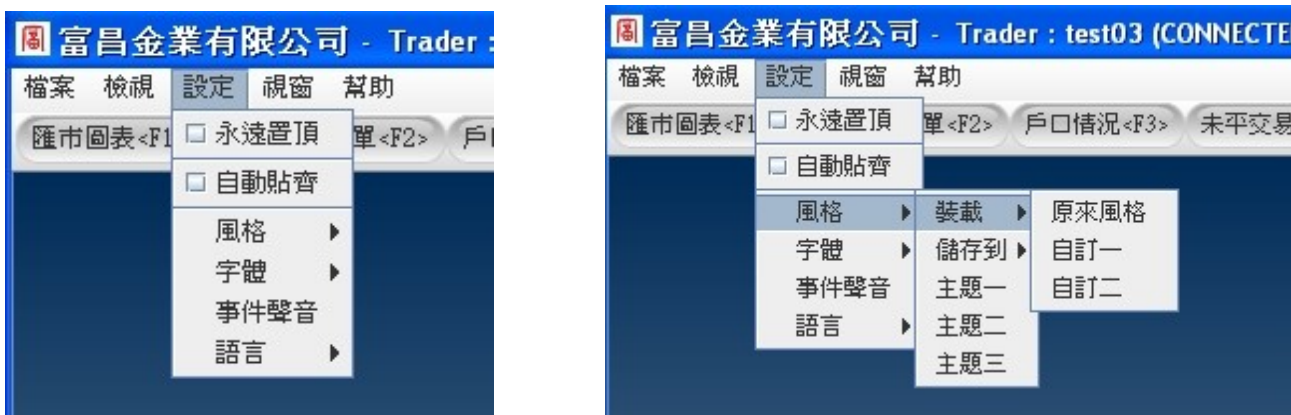 富昌金業有限公司 - Trader :
檔案 檢視 設定 視窗 幫助
匯市圖表<F1 單<F2> 戶
永遠置頂
自動貼齊
風格
字體
事件聲音
語言
富昌金業有限公司 - Trader : test03 (CONNECTE
檔案 檢視 設定 視窗 幫助
匯市圖表<F1 單<F2> 戶口情況<F3> 未平交易
永遠置頂
自動貼齊
風格 裝載 原來風格
字體 儲存到 自訂一
事件聲音 主題一 自訂二
語言 主題二
主題三